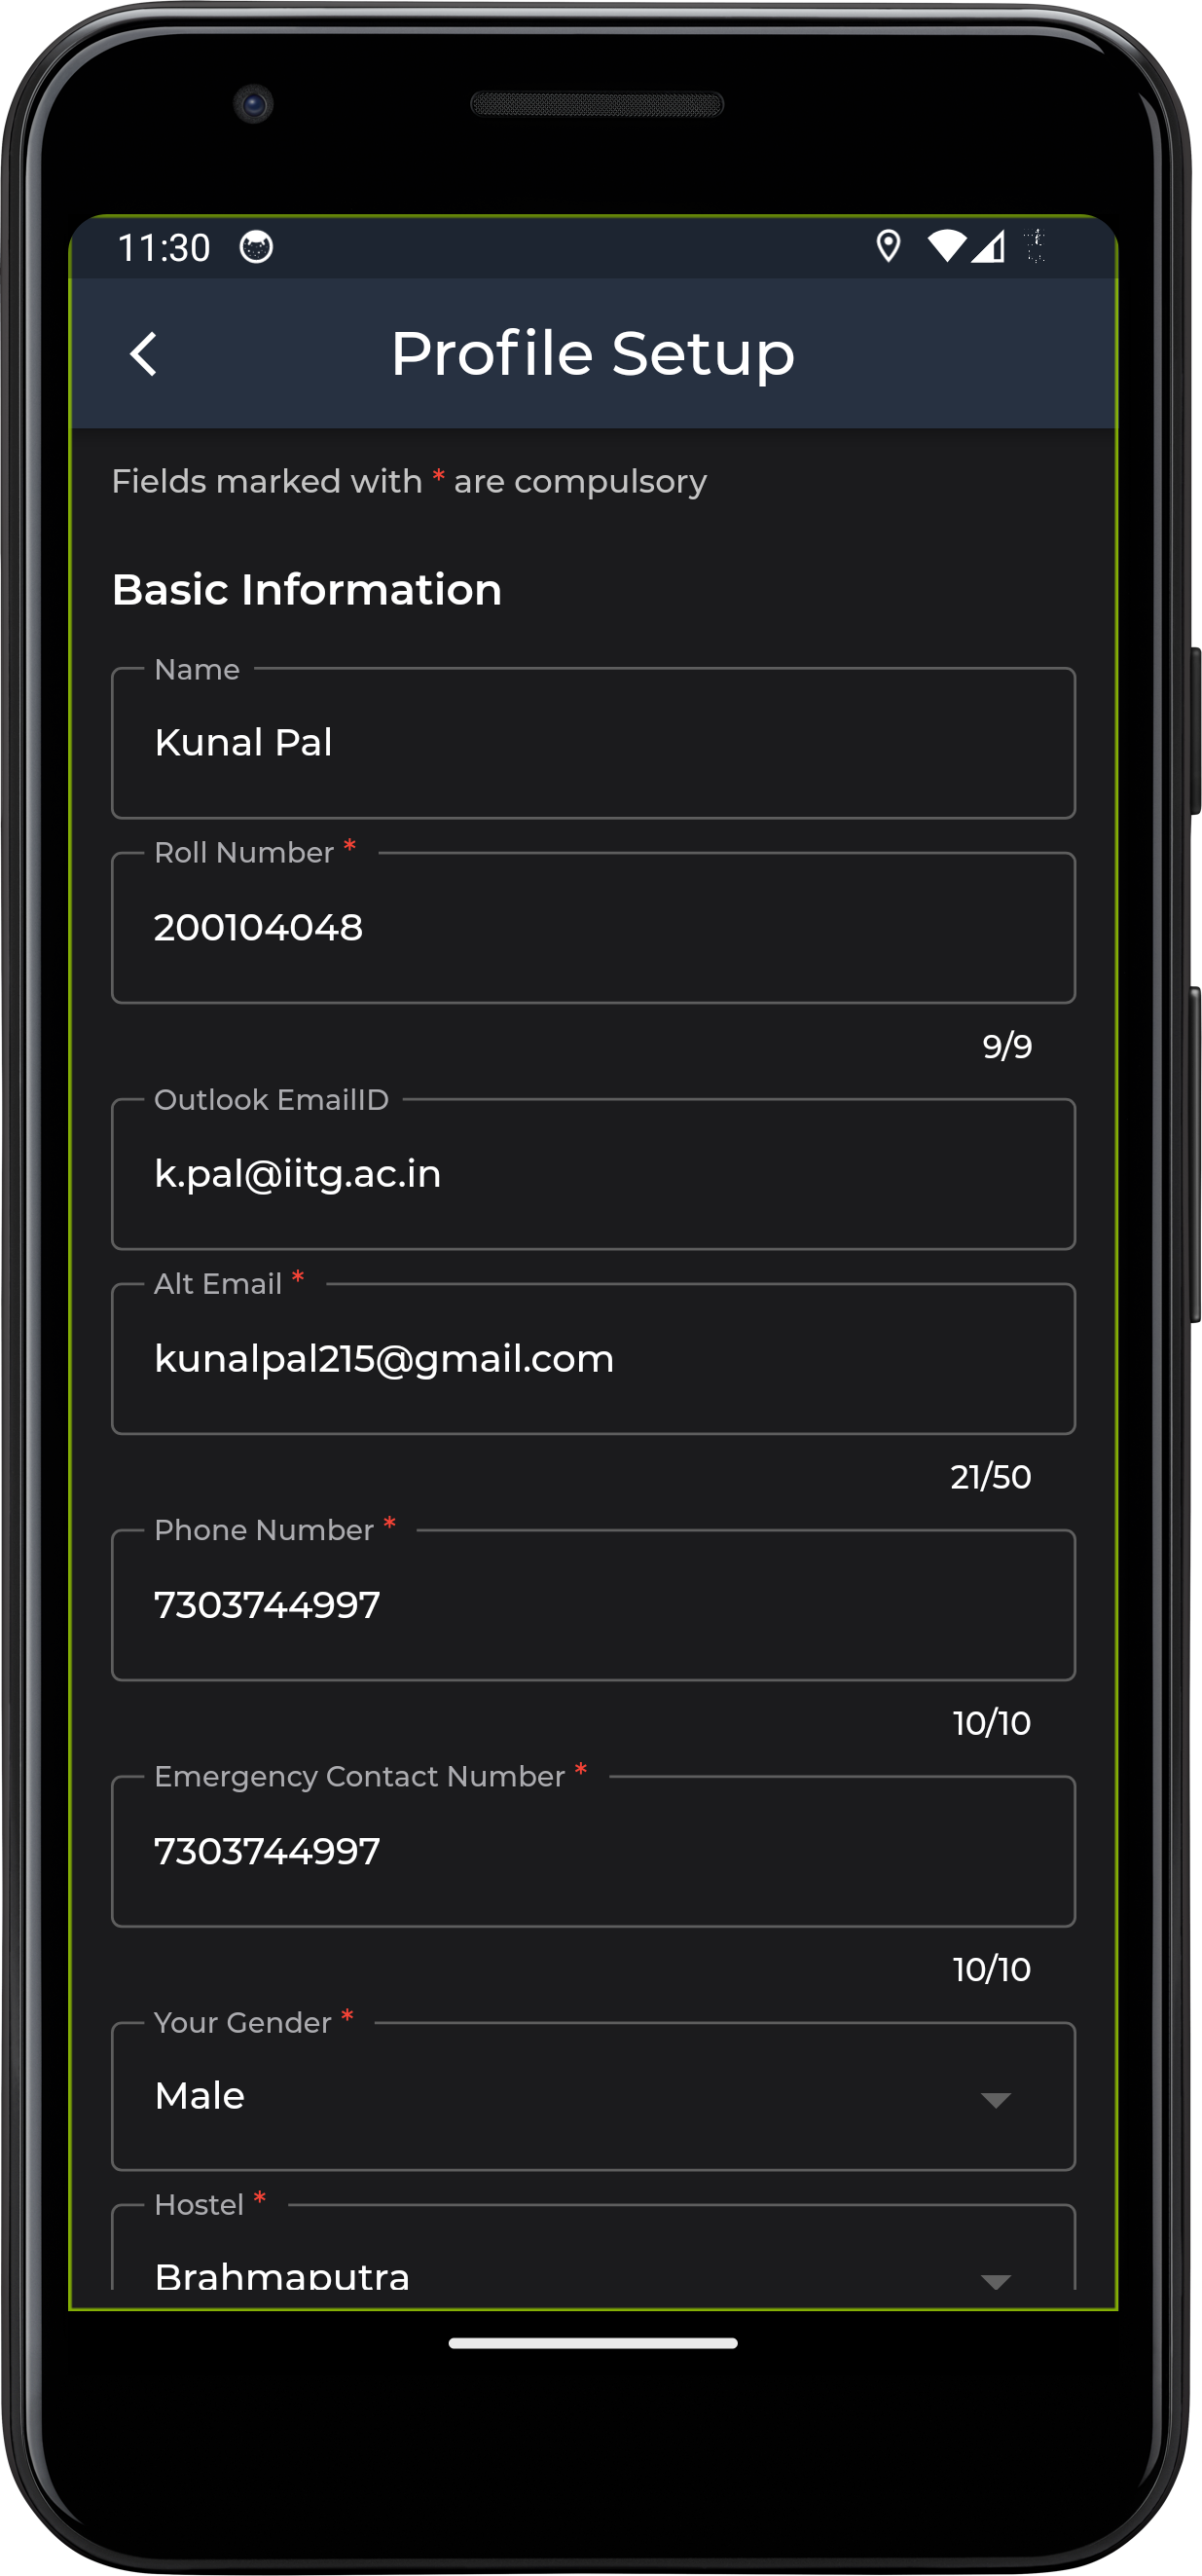 11:30
Profile Setup
Fields marked with * are compulsory
Basic Information
Name
Kunal Pal
Roll Number *
200104048
9/9
Outlook EmailID
k.pal@iitg.ac.in
Alt Email *
kunalpal215@gmail.com
21/50
Phone Number *
7303744997
10/10
Emergency Contact Number *
7303744997
10/10
Your Gender *
Male
Hostel *
Brahmaputra